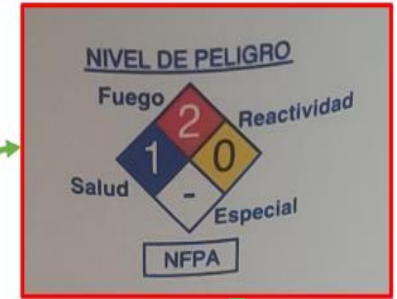 NIVEL DE PELIGRO
Fuego
2
Reactividad
1
0
Salud
-
Especial
NFPA